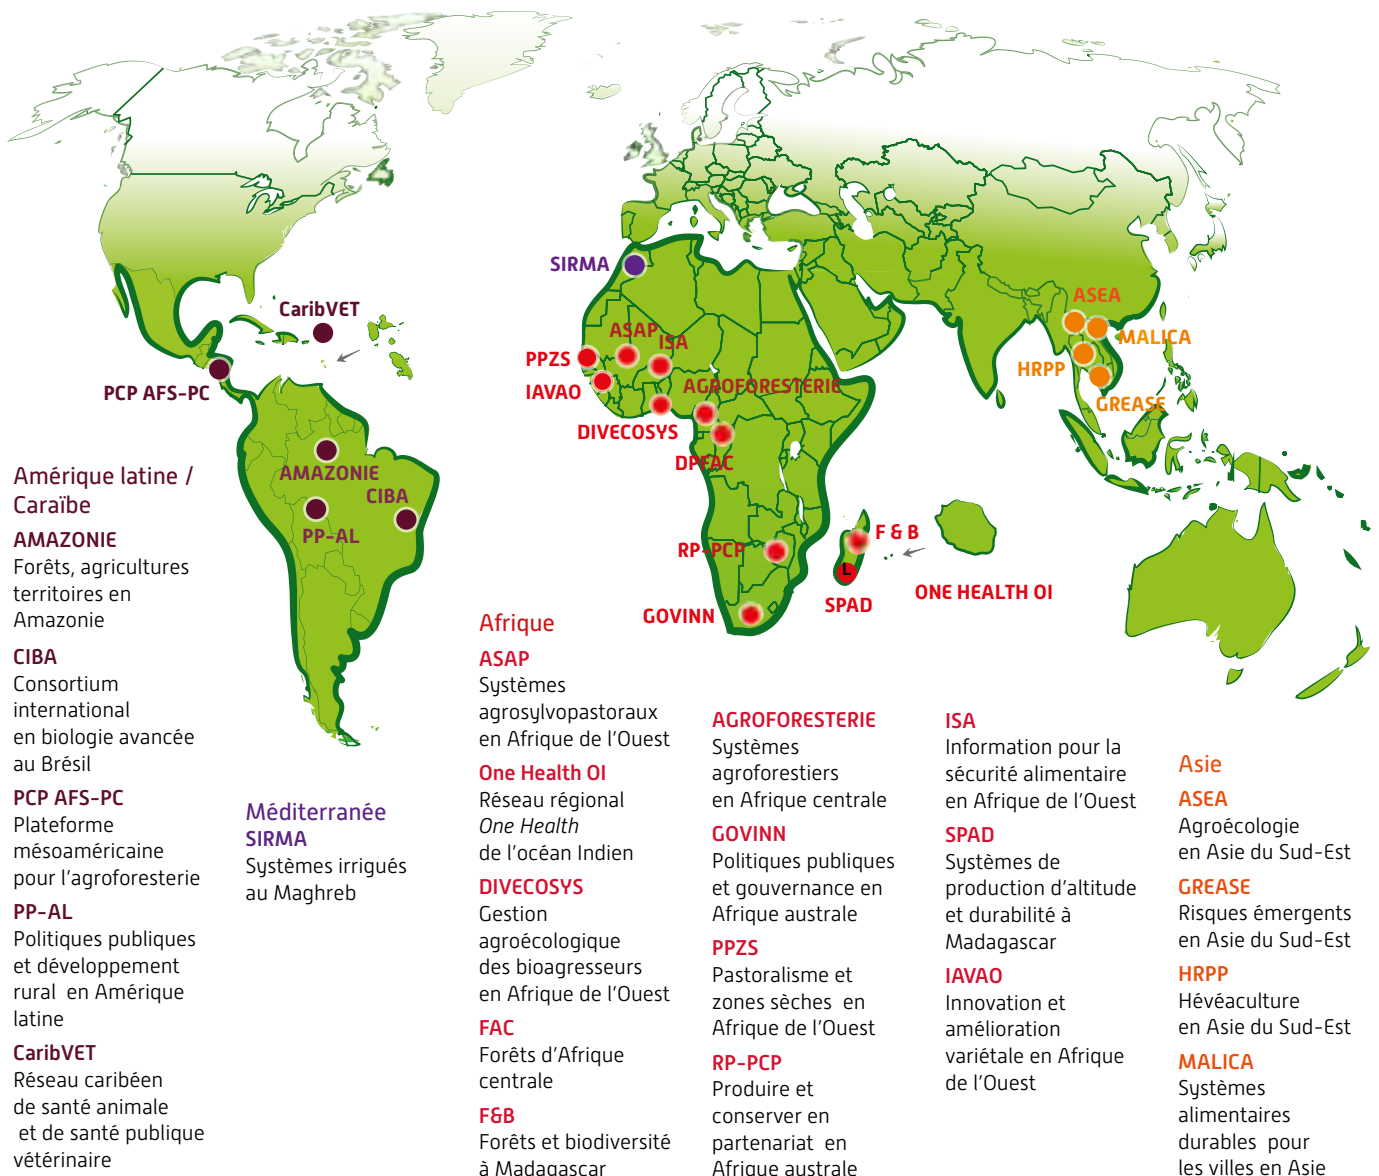 SIRMA
CaribVET
PCP AFS-PC
AMAZONIE
CIBA
PP-AL
ASAP
ISA
PPZS
IAVAO
AGROFORESTERIE
DIVECOSYS
DPFAC
RP-PCP
F & B
L
SPAD
ONE HEALTH OI
GOVINN
ASEA
MALICA
HRPP
GREASE
Amérique latine /
Caraïbe
AMAZONIE
Forêts, agricultures
territoires en
Amazonie
CIBA
Consortium
international
en biologie avancée
au Brésil
PCP AFS-PC
Plateforme
mésoaméricaine
pour l'agroforesterie
PP-AL
Politiques publiques
et développement
rural en Amérique
latine
CaribVET
Réseau caribéen
de santé animale
et de santé publique
vétérinaire
Méditerranée
SIRMA
Systèmes irrigués
au Maghreb
Afrique
ASAP
Systèmes
agrosylvopastoraux
en Afrique de l'Ouest
One Health OI
Réseau régional
One Health
de l'océan Indien
DIVECOSYS
Gestion
agroécologique
des bioagresseurs
en Afrique de l'Ouest
FAC
Forêts d'Afrique
centrale
F&B
Forêts et biodiversité
à Madagascar
AGROFORESTERIE
Systèmes
agroforestiers
en Afrique centrale
GOVINN
Politiques publiques
et gouvernance en
Afrique australe
PPZS
Pastoralisme et
zones sèches en
Afrique de l'Ouest
RP-PCP
Produire et
conserver en
partenariat en
Afrique australe
ISA
Information pour la
sécurité alimentaire
en Afrique de l'Ouest
SPAD
Systèmes de
production d'altitude
et durabilité à
Madagascar
IAVAO
Innovation et
amélioration
variétale en Afrique
de l'Ouest
Asie
ASEA
Agroécologie
en Asie du Sud-Est
GREASE
Risques émergents
en Asie du Sud-Est
HRPP
Hévéaculture
en Asie du Sud-Est
MALICA
Systèmes
alimentaires
durables pour
les villes en Asie